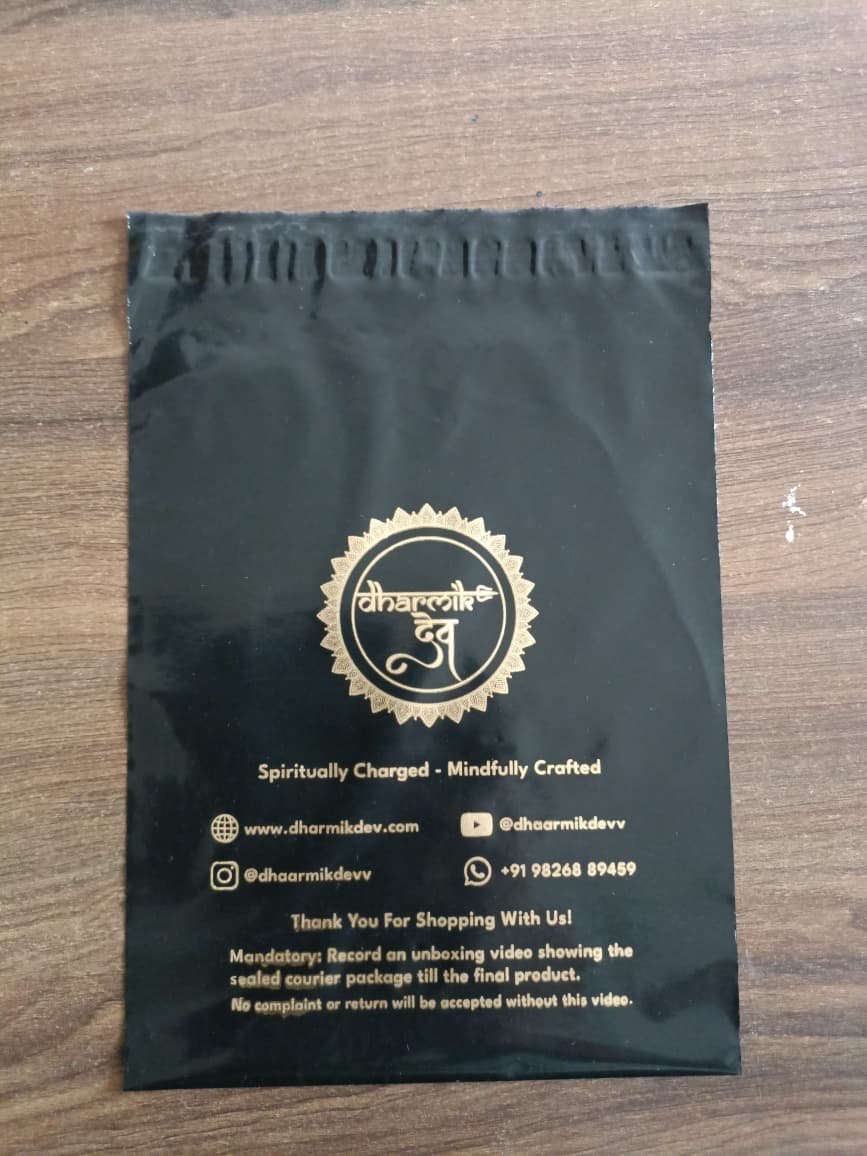 dharmik
देव
Spiritually Charged - Mindfully Crafted
www.dharmikdev.com @dhaarmikdevv
@dhaarmikdevv +91 98268 89459
Thank You For Shopping With Us!
Mandatory: Record an unboxing video showing the
sealed courier package till the final product.
No complaint or return will be accepted without this video.